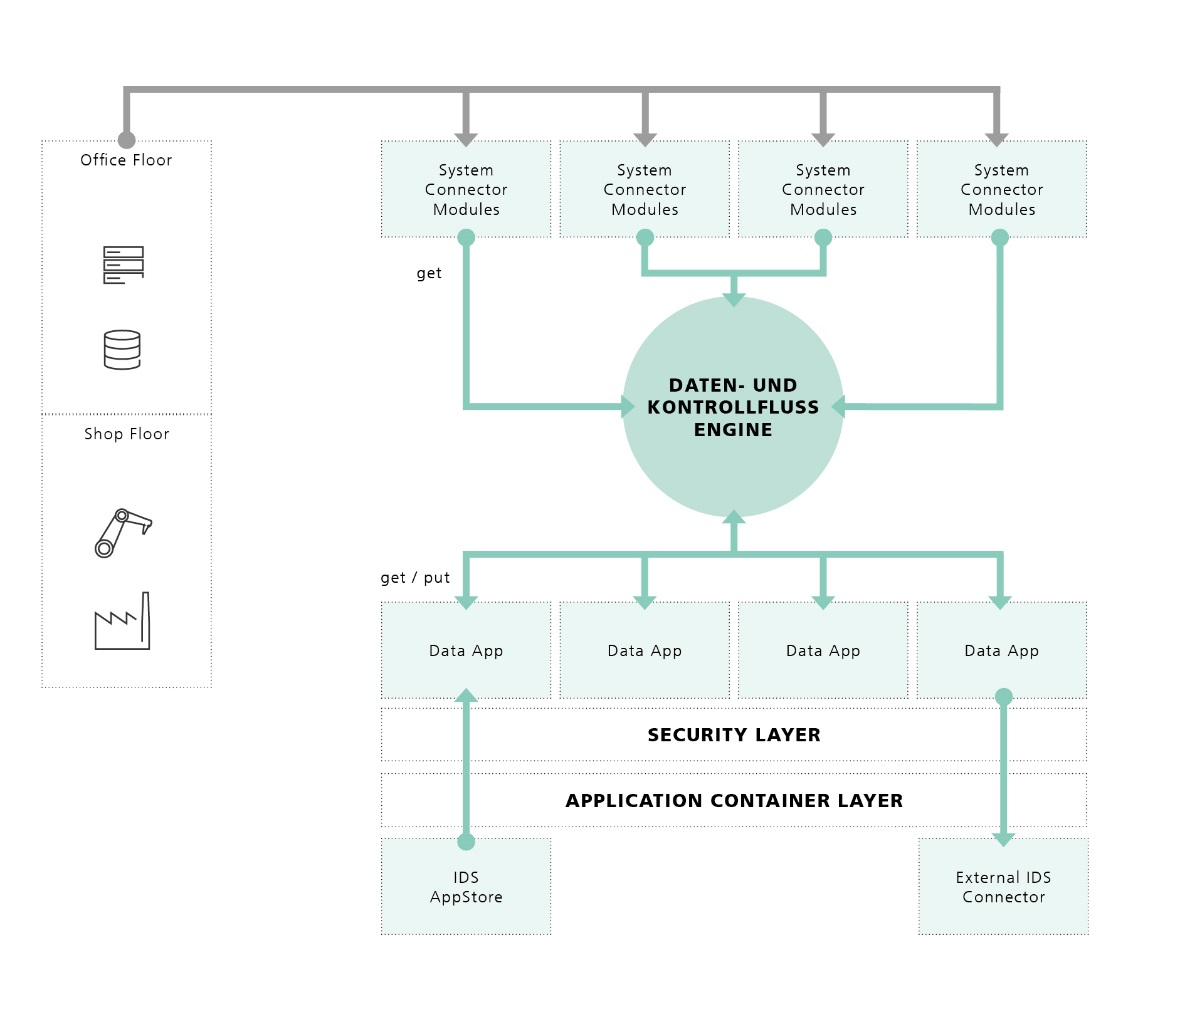 Office Floor
Shop Floor
System
Connector
Modules
System
Connector
Modules
System
Connector
Modules
System
Connector
Modules
get
DATEN- UND
KONTROLLFLUSS
ENGINE
get / put
Data App
Data App
Data App
Data App
SECURITY LAYER
APPLICATION CONTAINER LAYER
IDS
AppStore
External IDS
Connector